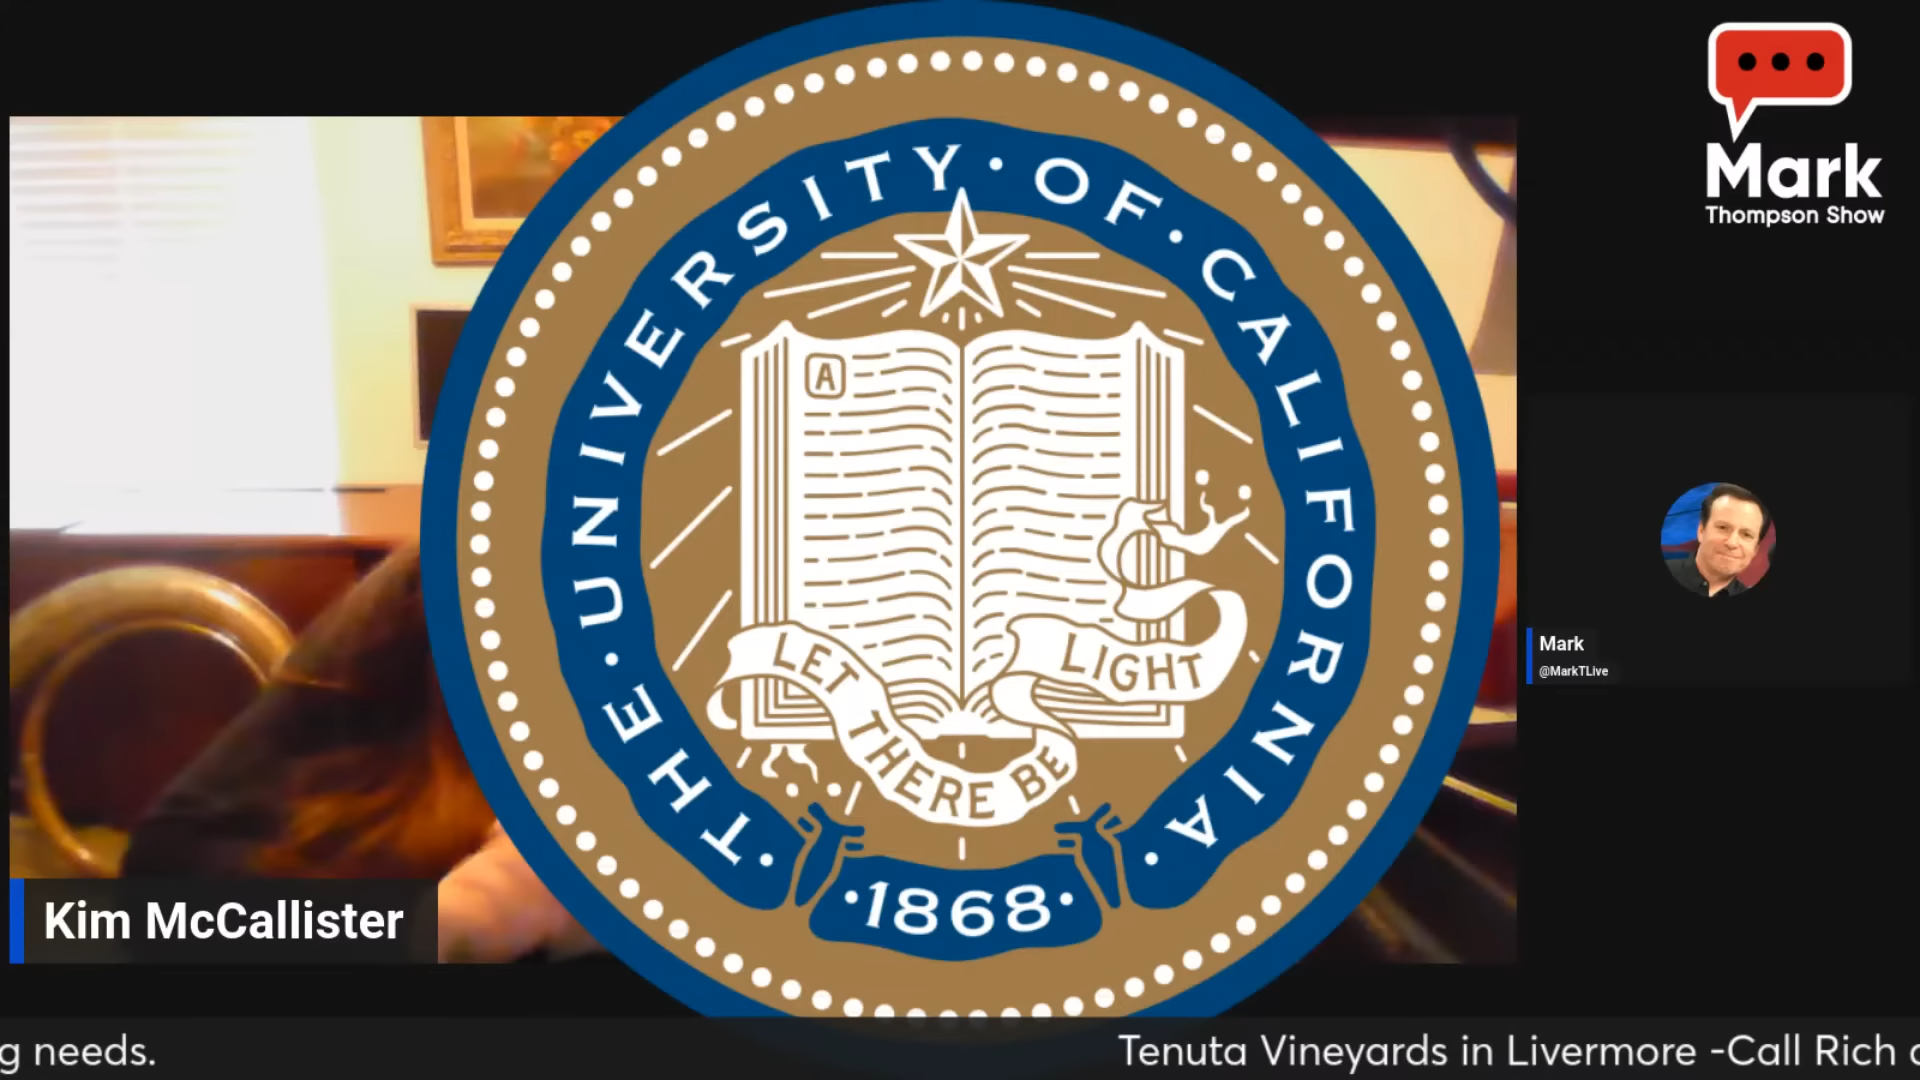 Mark
Thompson Show
THE · UNIVERSITY · OF · CALIFORNIA
A
LET THERE BE LIGHT
·1868·
Mark
@MarkTLive
Kim McCallister
g needs.
Tenuta Vineyards in Livermore -Call Rich